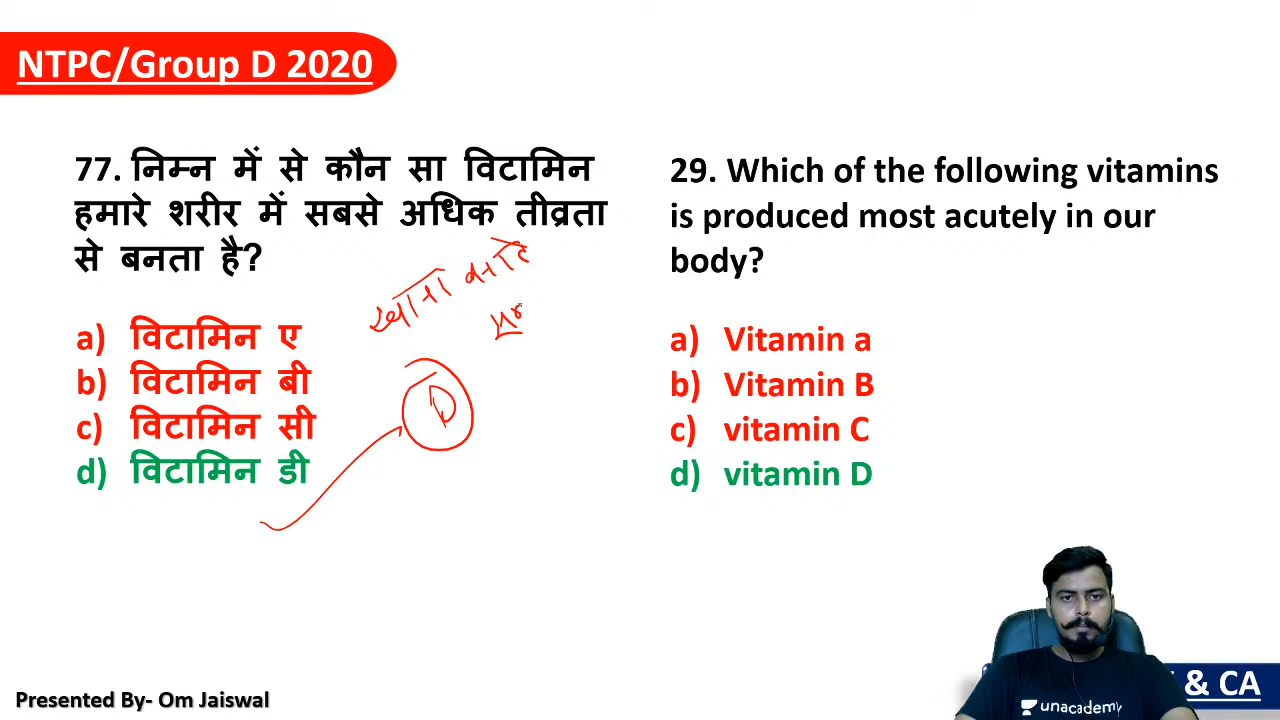 NTPC/Group D 2020
77. निम्न में से कौन सा विटामिन
हमारे शरीर में सबसे अधिक तीव्रता
से बनता है?
a) विटामिन ए
b) विटामिन बी
c) विटामिन सी
d) विटामिन डी
D
29. Which of the following vitamins
is produced most acutely in our
body?
a) Vitamin a
b) Vitamin B
c) vitamin C
d) vitamin D
unacademy
& CA
Presented By- Om Jaiswal